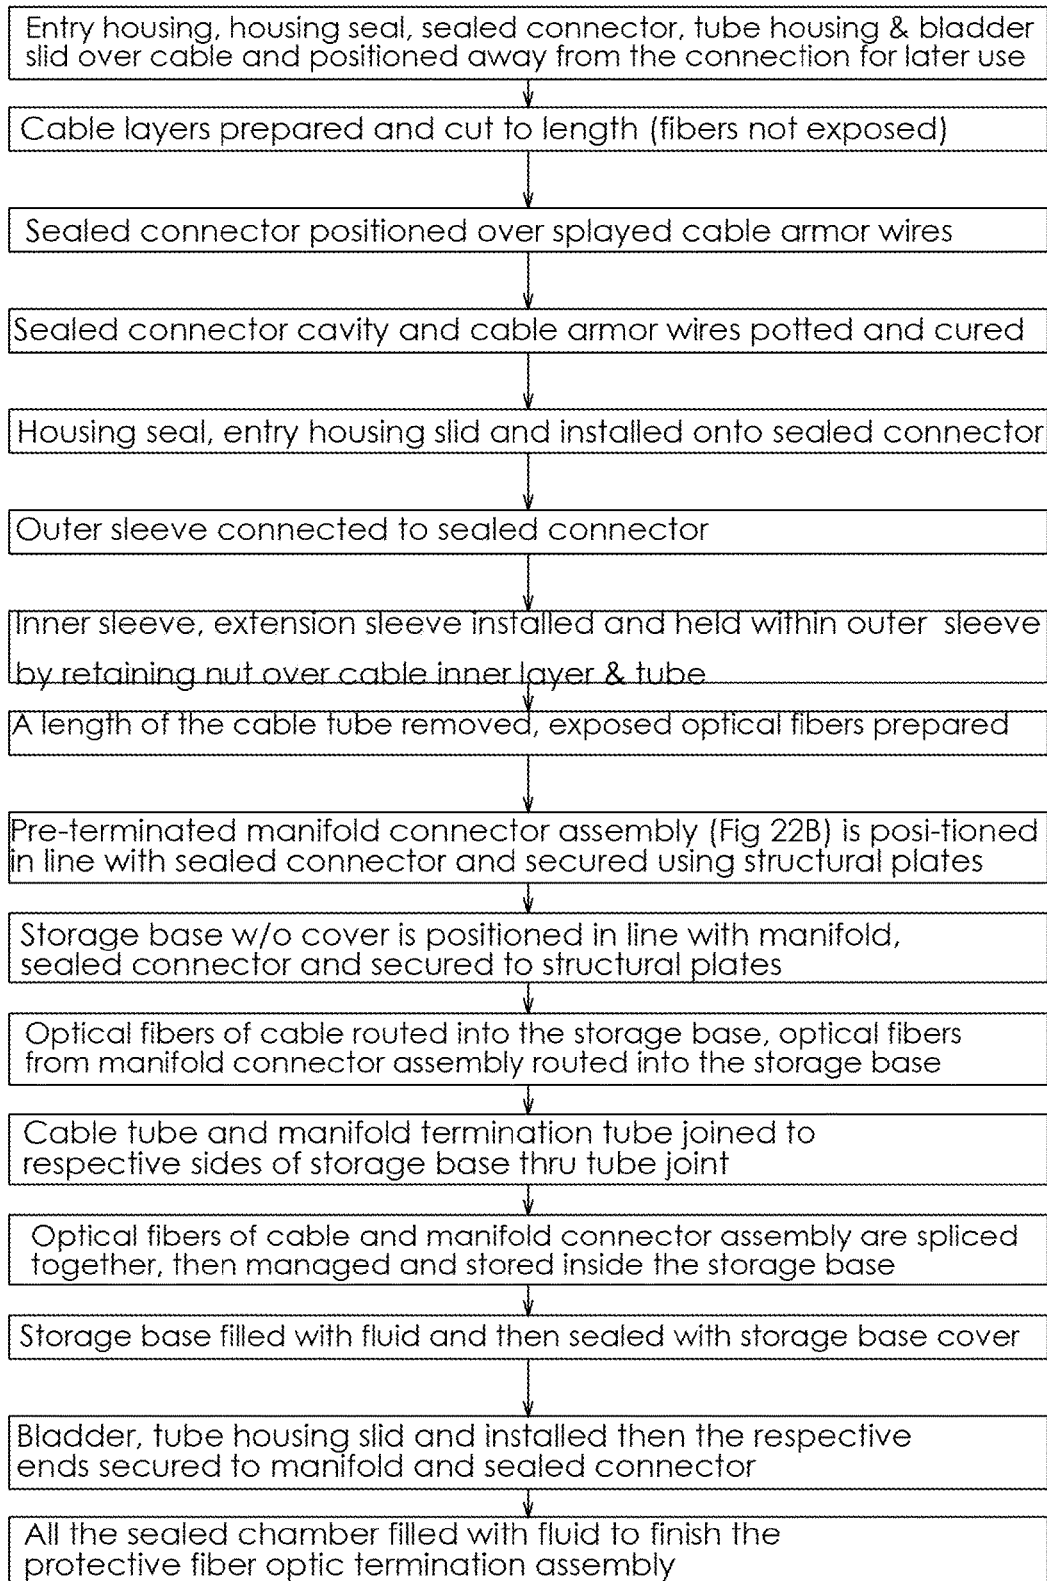 Entry housing, housing seal, sealed connector, tube housing & bladder
slid over cable and positioned away from the connection for later use
Cable layers prepared and cut to length (fibers not exposed)
Sealed connector positioned over splayed cable armor wires
Sealed connector cavity and cable armor wires potted and cured
Housing seal, entry housing slid and installed onto sealed connector
Outer sleeve connected to sealed connector
Inner sleeve, extension sleeve installed and held within outer sleeve
by retaining nut over cable inner layer & tube
A length of the cable tube removed, exposed optical fibers prepared
Pre-terminated manifold connector assembly (Fig 22B) is posi-tioned
in line with sealed connector and secured using structural plates
Storage base w/o cover is positioned in line with manifold,
sealed connector and secured to structural plates
Optical fibers of cable routed into the storage base, optical fibers
from manifold connector assembly routed into the storage base
Cable tube and manifold termination tube joined to
respective sides of storage base thru tube joint
Optical fibers of cable and manifold connector assembly are spliced
together, then managed and stored inside the storage base
Storage base filled with fluid and then sealed with storage base cover
Bladder, tube housing slid and installed then the respective
ends secured to manifold and sealed connector
All the sealed chamber filled with fluid to finish the
protective fiber optic termination assembly